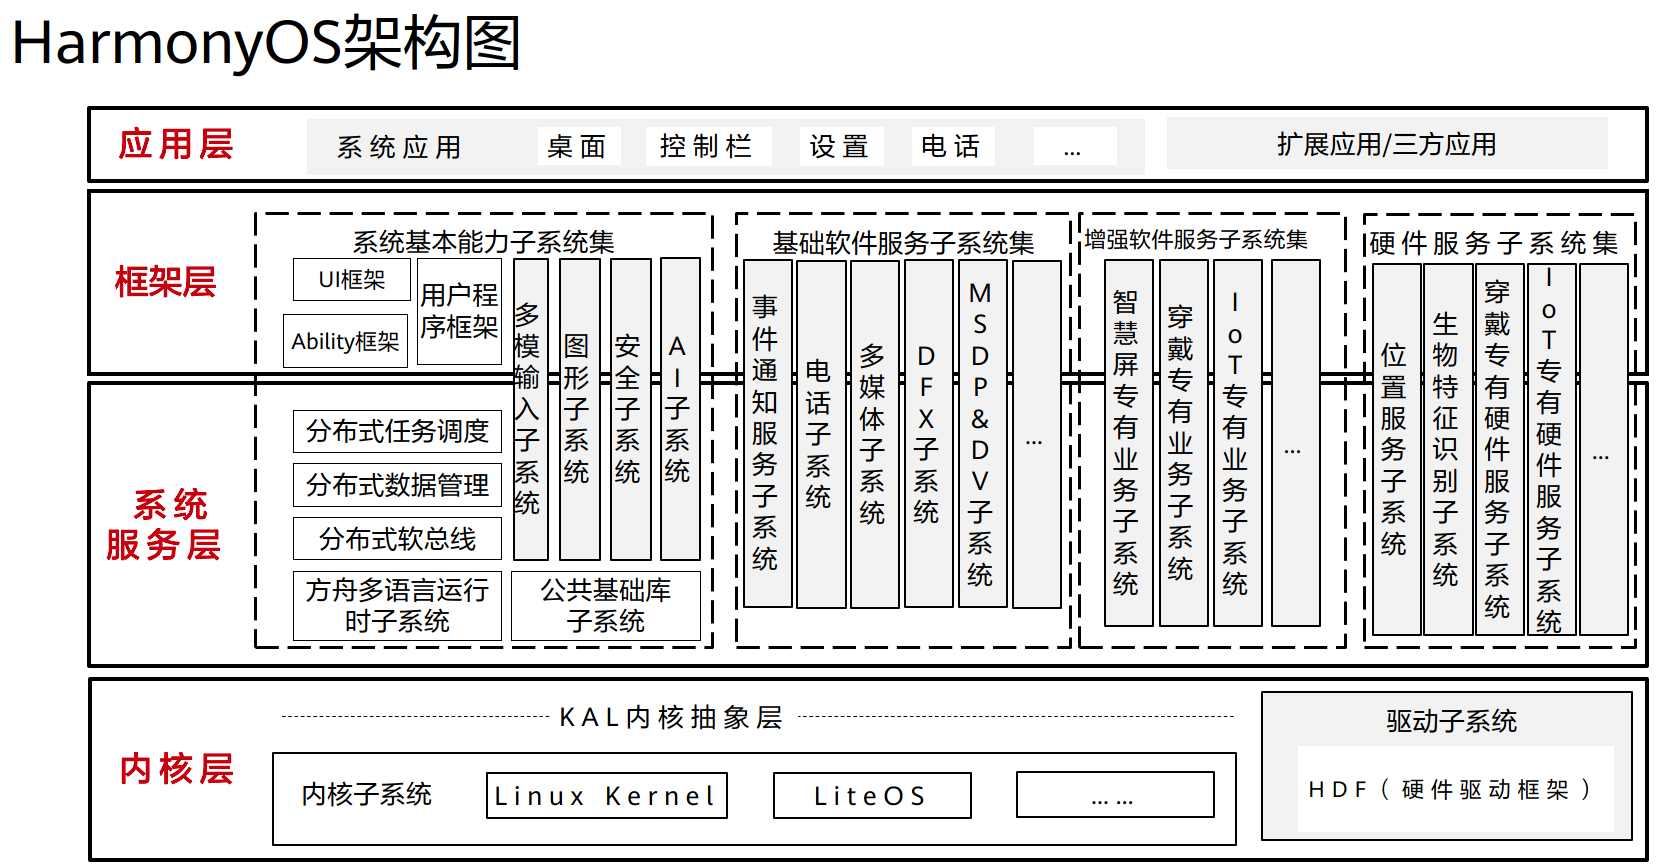 HarmonyOS架构图
应用层
系统应用
桌面
控制栏
设置
电话
...
扩展应用/三方应用
框架层
系统基本能力子系统集
UI框架
Ability框架
用户程
序框架
多模输入子系统
图形子系统
安全子系统
AI子系统
基础软件服务子系统集
事件通知服务子系统
电话子系统
多媒体子系统
DFX子系统
MSDP&DV子系统
...
增强软件服务子系统集
智慧屏专有业务子系统
穿戴专有业务子系统
IoT专有业务子系统
...
硬件服务子系统集
位置服务子系统
生物特征识别子系统
穿戴专有硬件服务子系统
IoT专有硬件服务子系统
...
系统
服务层
分布式任务调度
分布式数据管理
分布式软总线
方舟多语言运行
时子系统
公共基础库
子系统
内核层
KAL内核抽象层
内核子系统
Linux Kernel
LiteOS
... ...
驱动子系统
HDF（硬件驱动框架）